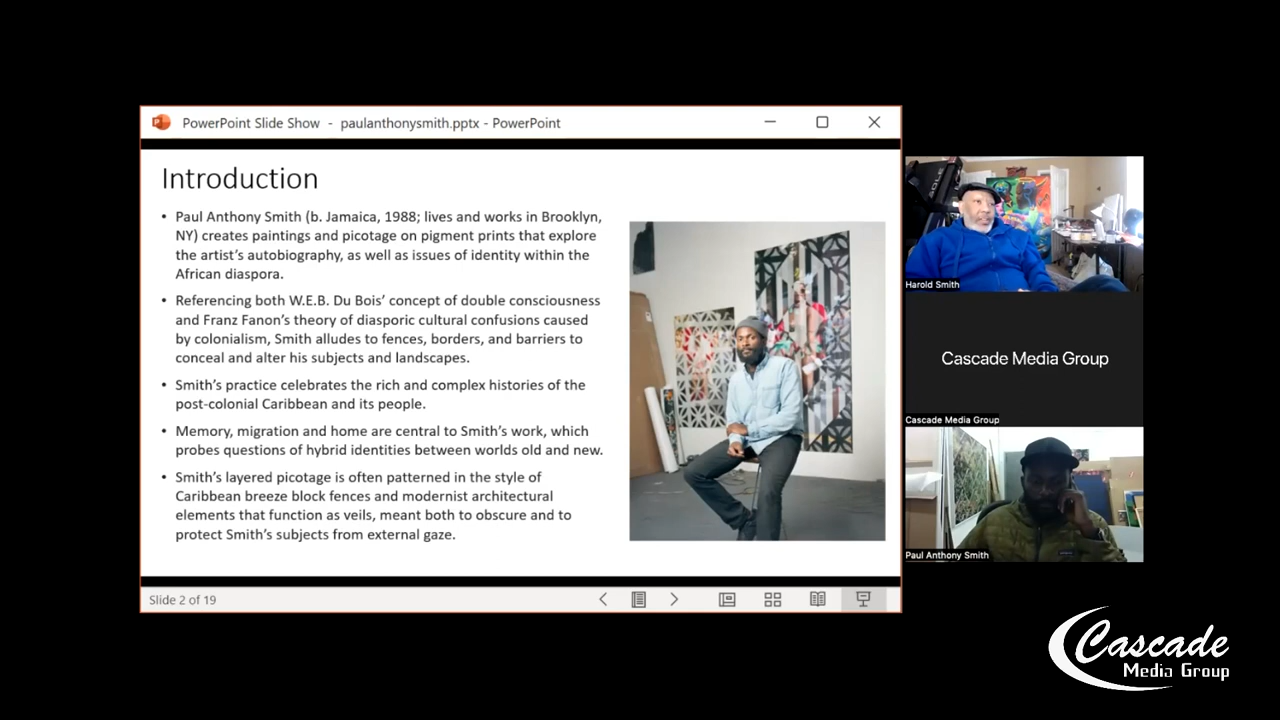 PowerPoint Slide Show - paulanthonysmith.pptx - PowerPoint
Introduction
• Paul Anthony Smith (b. Jamaica, 1988; lives and works in Brooklyn,
NY) creates paintings and picotage on pigment prints that explore
the artist's autobiography, as well as issues of identity within the
African diaspora.
• Referencing both W.E.B. Du Bois' concept of double consciousness
and Franz Fanon's theory of diasporic cultural confusions caused
by colonialism, Smith alludes to fences, borders, and barriers to
conceal and alter his subjects and landscapes.
• Smith's practice celebrates the rich and complex histories of the
post-colonial Caribbean and its people.
• Memory, migration and home are central to Smith's work, which
probes questions of hybrid identities between worlds old and new.
• Smith's layered picotage is often patterned in the style of
Caribbean breeze block fences and modernist architectural
elements that function as veils, meant both to obscure and to
protect Smith's subjects from external gaze.
Slide 2 of 19
SOLE
Harold Smith
Cascade Media Group
Cascade Media Group
Paul Anthony Smith
Cascade
Media Group